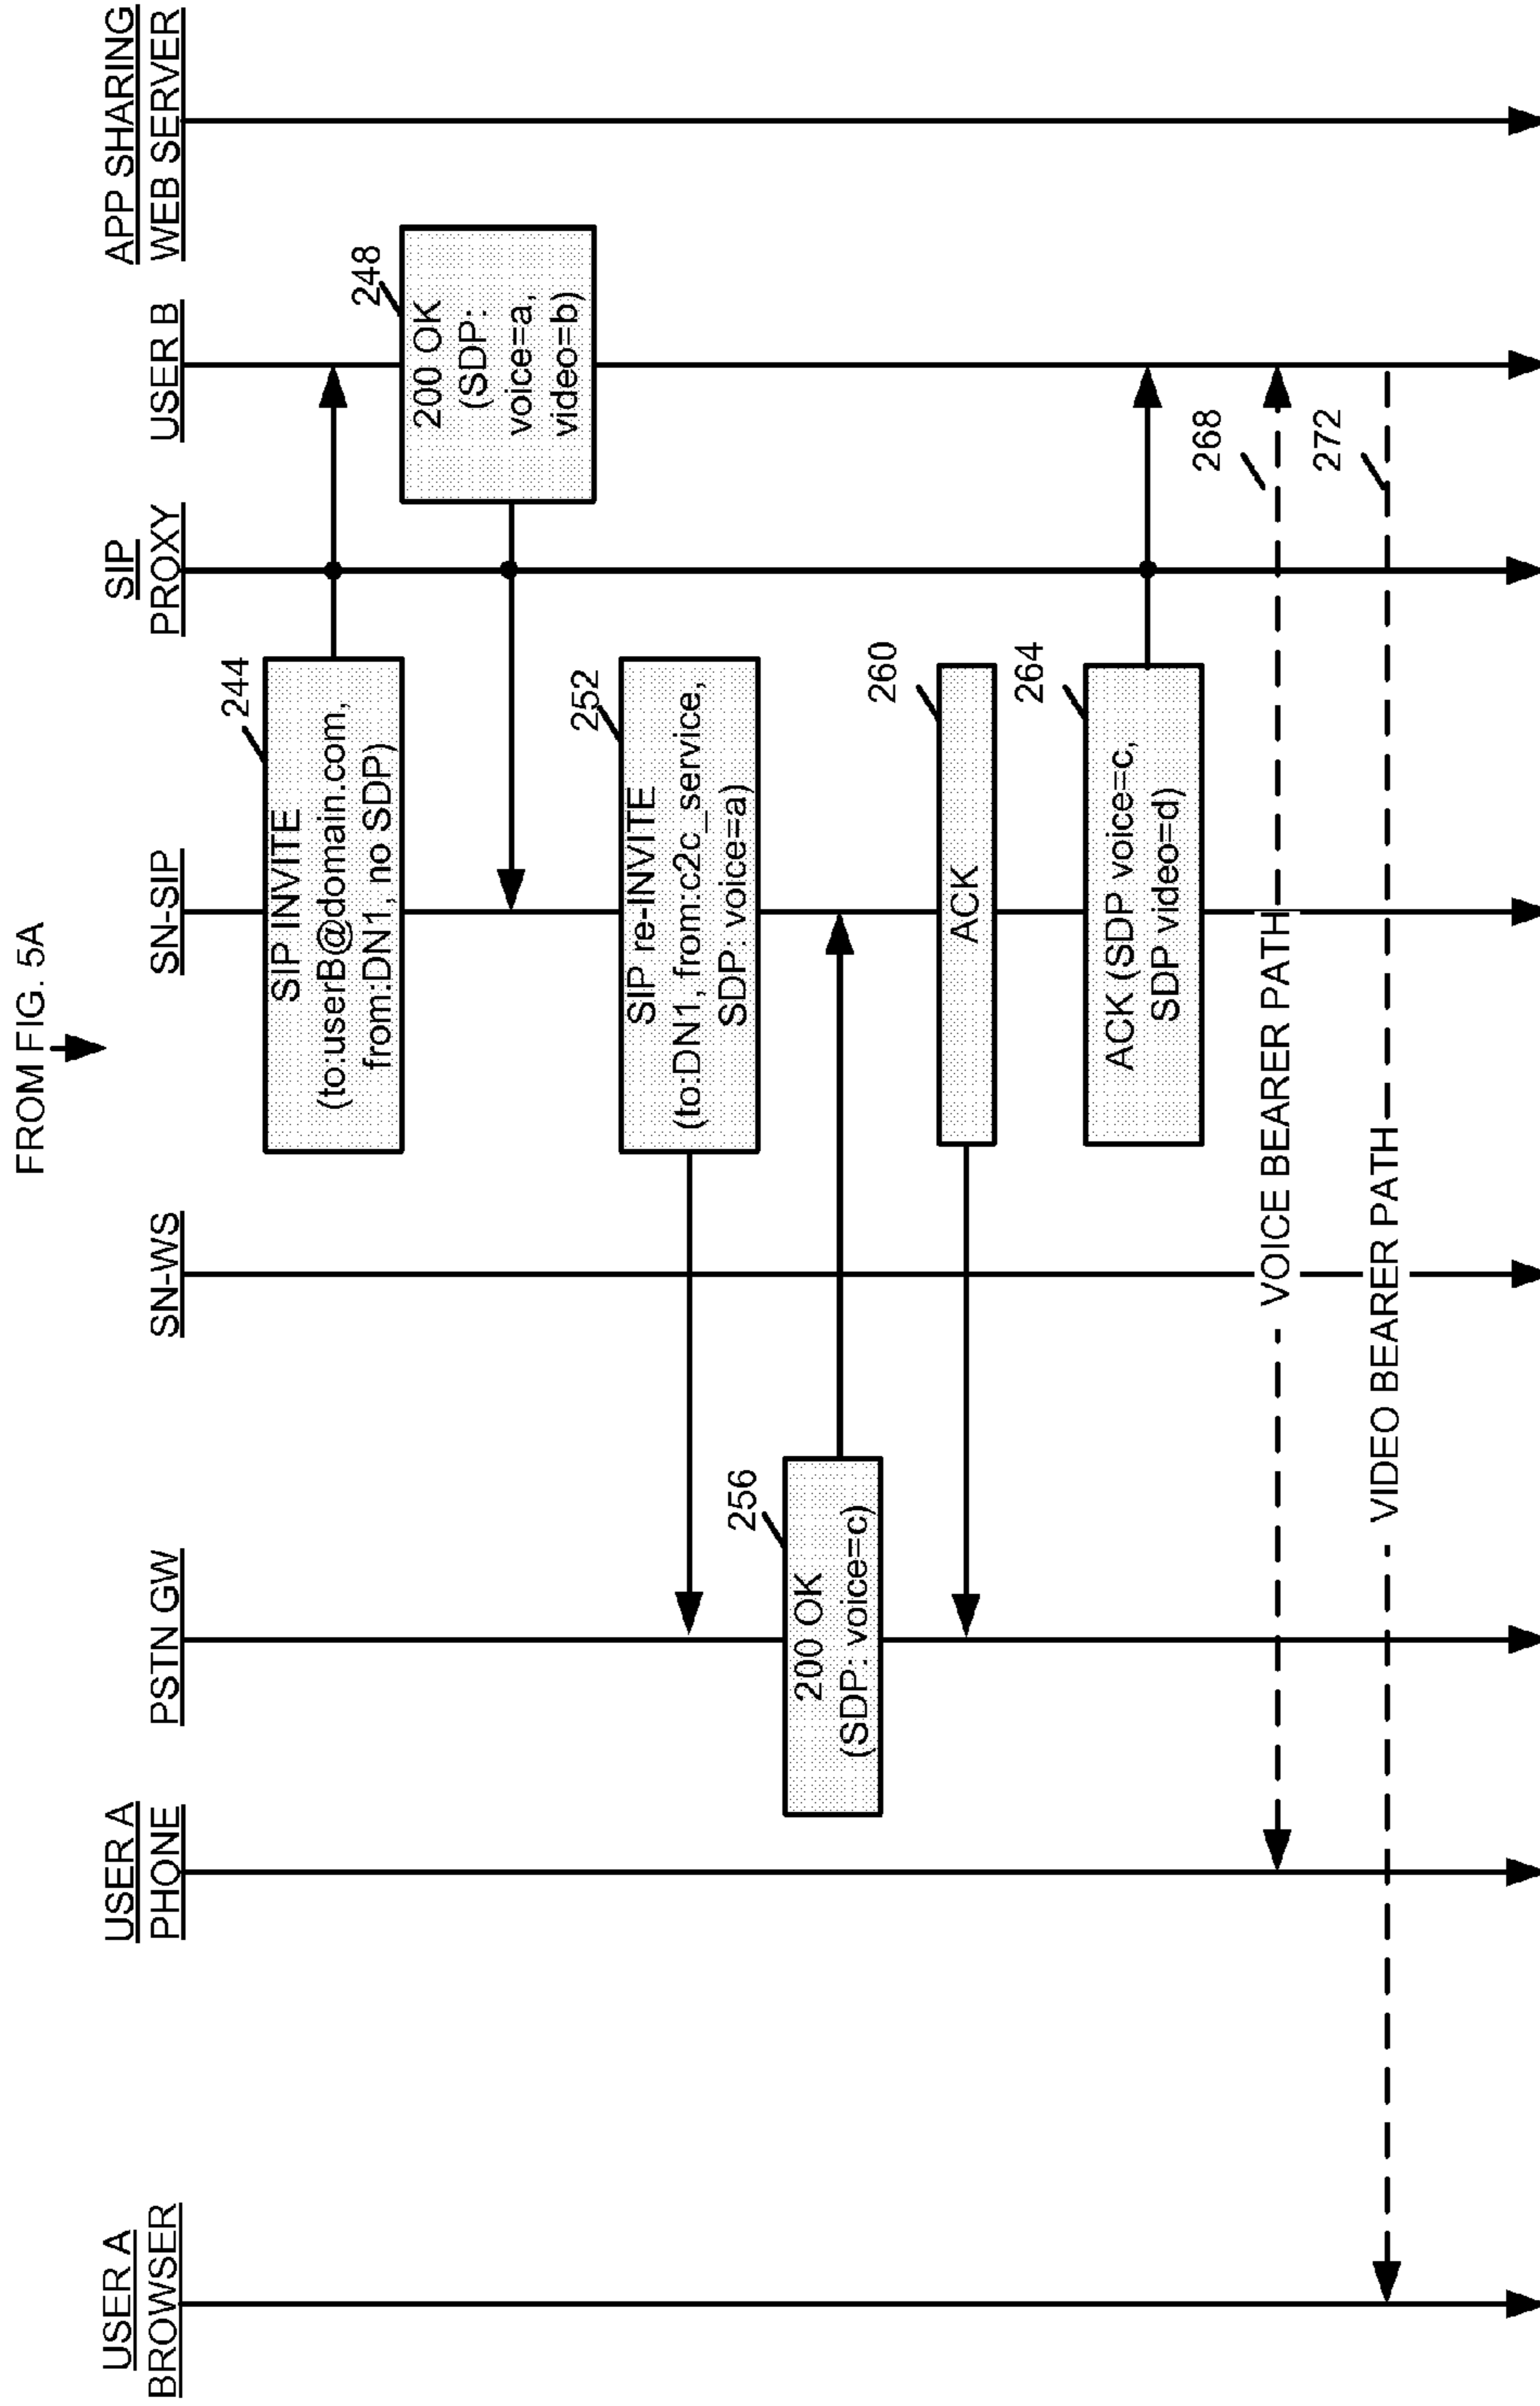 FROM FIG. 5A
USER A
BROWSER
USER A
PHONE
PSTN GW
SN-WS
SN-SIP
SIP
PROXY
USER B
APP SHARING
WEB SERVER
244
SIP INVITE
(to:userB@domain.com,
from:DN1, no SDP)
248
200 OK
(SDP:
voice=a,
video=b)
252
SIP re-INVITE
(to:DN1, from:c2c_service,
SDP: voice=a)
256
200 OK
(SDP: voice=c)
260
ACK
264
ACK (SDP voice=c,
SDP video=d)
268
VOICE BEARER PATH
272
VIDEO BEARER PATH